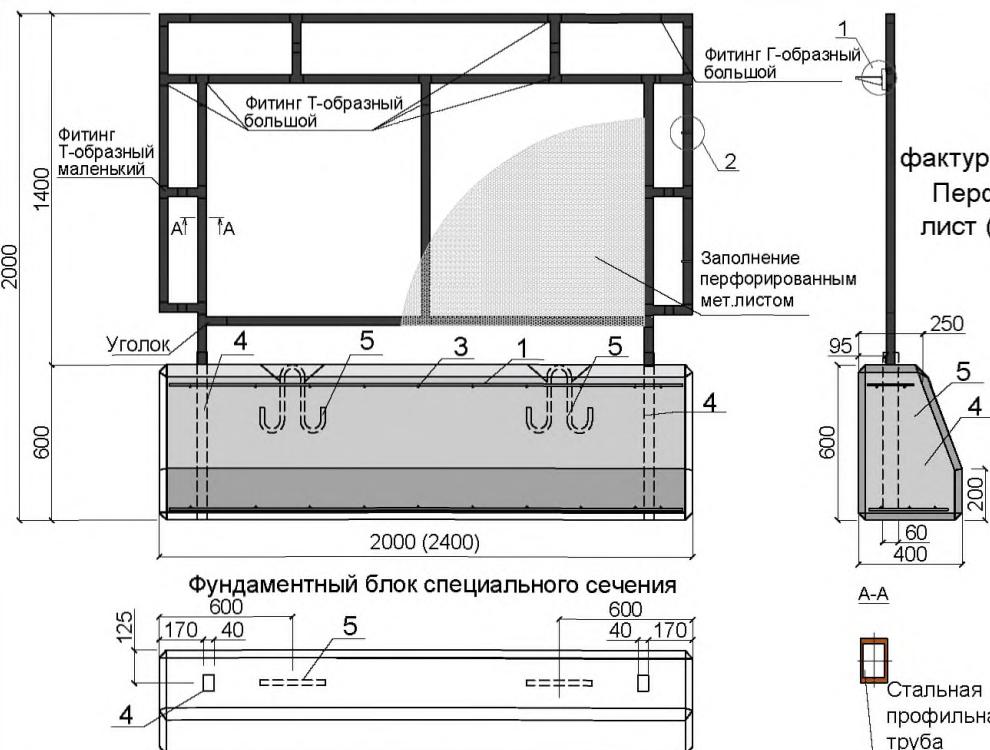 1
Фитинг Г-образный
большой
Фитинг Т-образный
большой
Фитинг
Т-образный
маленький
2
фактур
Перф
лист (
1400
2000
А А
Заполнение
перфорированным
мет.листом
Уголок
4
5
3
1
5
4
250
95
5
4
600
600
200
60
400
2000 (2400)
Фундаментный блок специального сечения
А-А
600
600
125
170 40
5
40 170
4
Стальная
профильна
труба